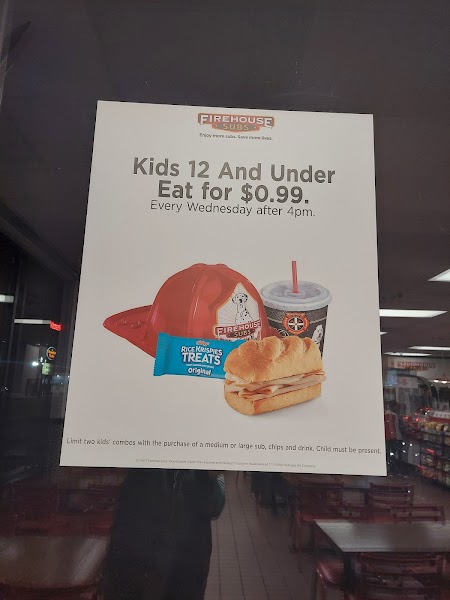 FIREHOUSE
SUBS
Enjoy more subs. Save more lives.
Kids 12 And Under
Eat for $0.99.
Every Wednesday after 4pm.
FIREHOUSE
SUBS
RICE KRISPIES
TREATS
Original
Limit two kids' combos with the purchase of a medium or large sub, chips and drink. Child must be present.